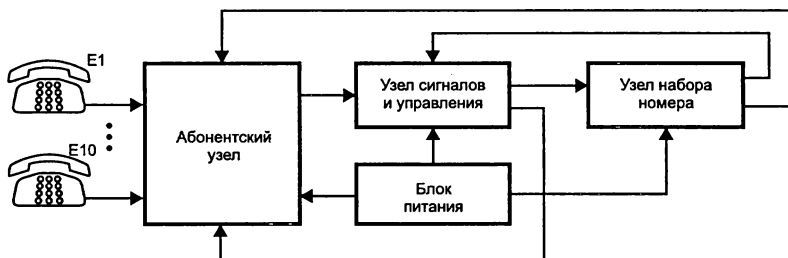 E1
E10
Абонентский
узел
Узел сигналов
и управления
Узел набора
номера
Блок
питания